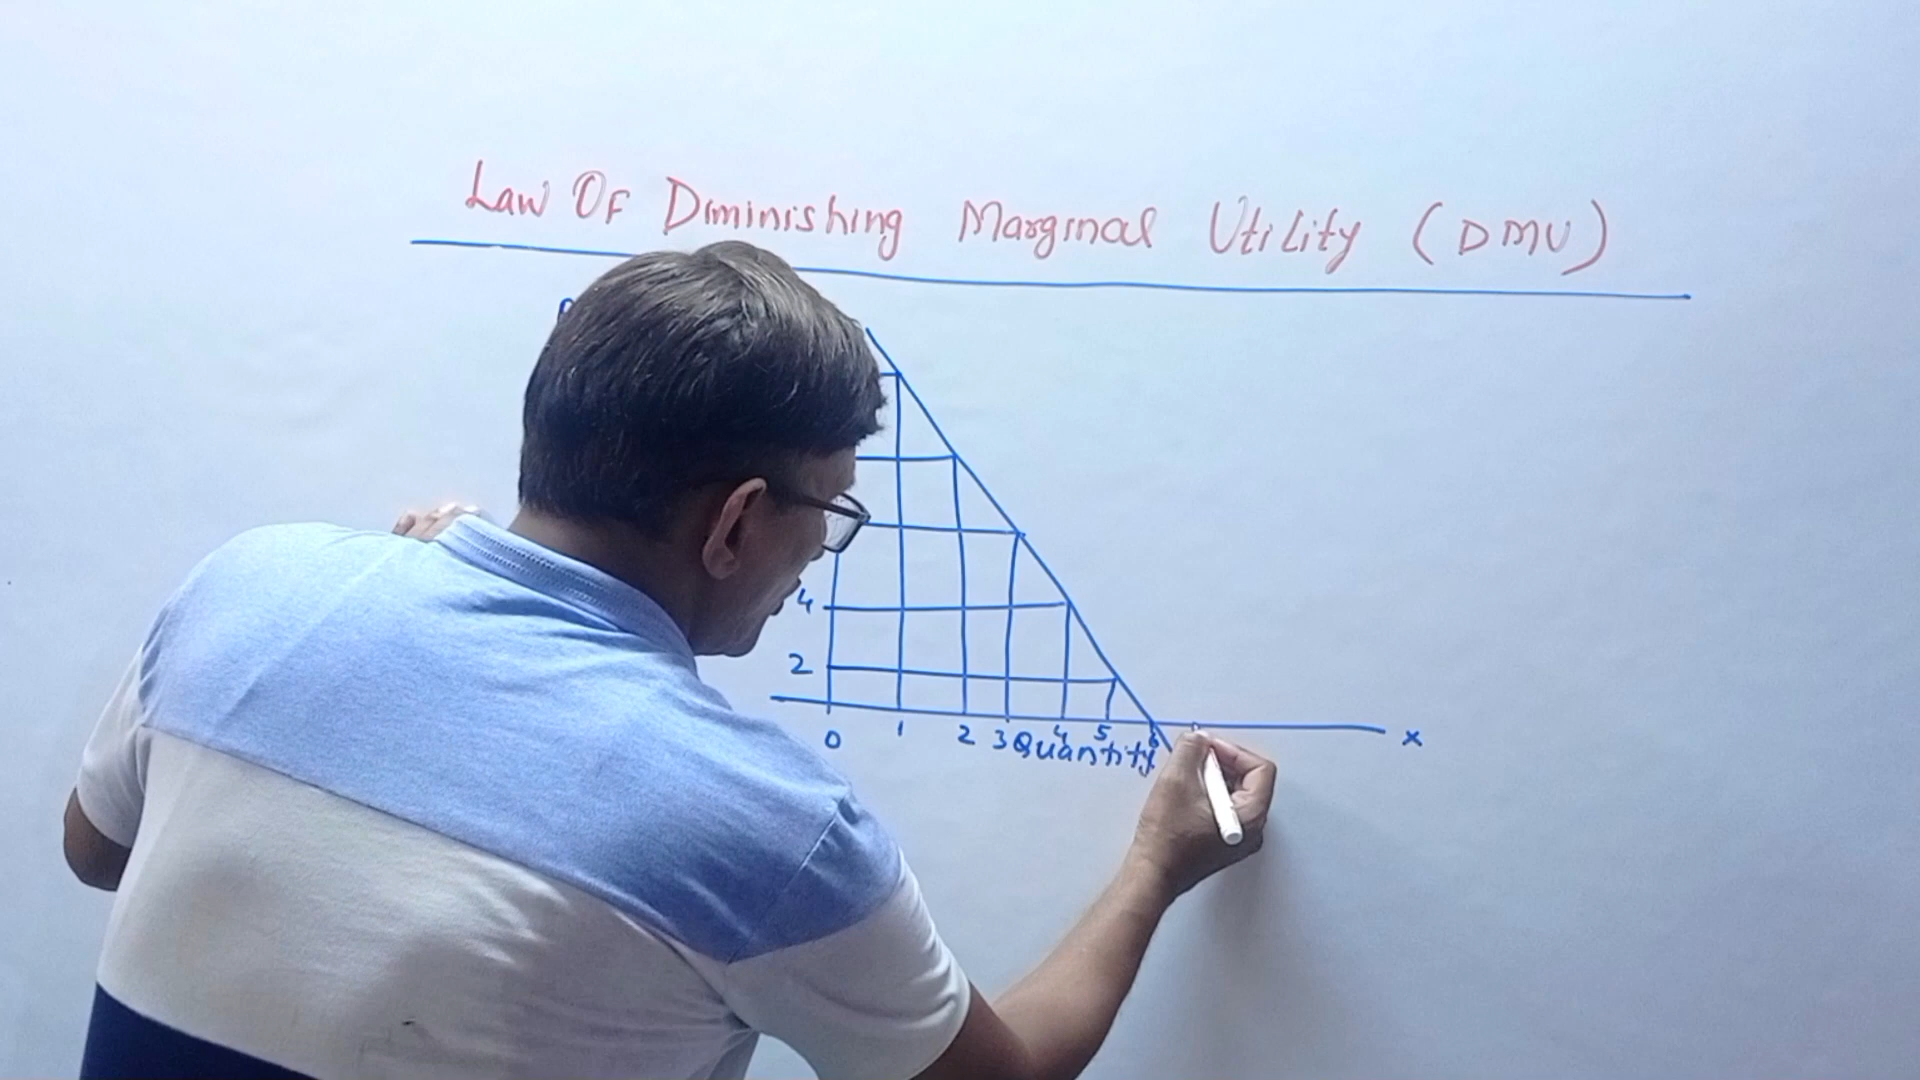 Law Of Diminishing Marginal Utility (DMU)
4
2
0 1 2 3 4 5 6 x
Quantity